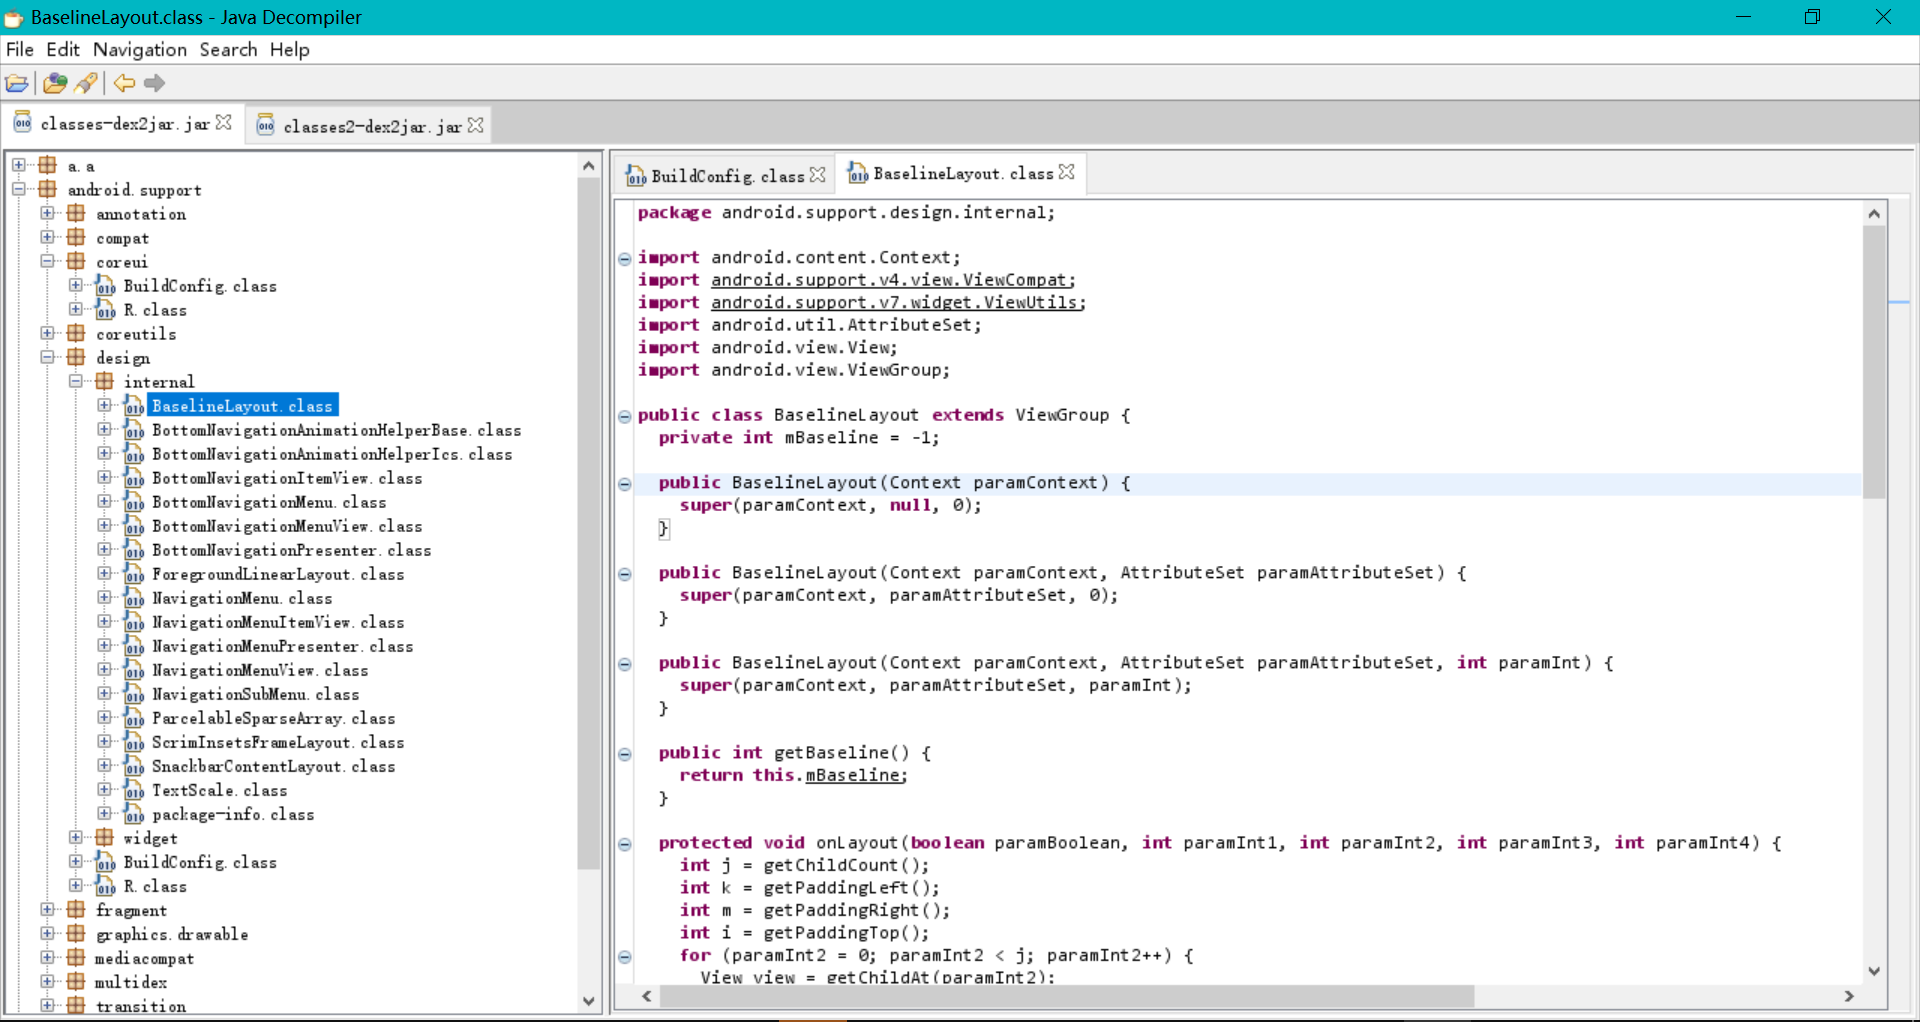 BaselineLayout.class - Java Decompiler
File Edit Navigation Search Help
classes-dex2jar.jar
classes2-dex2jar.jar
a.a
android.support
annotation
compat
coreui
BuildConfig.class
R.class
coreutils
design
internal
BaselineLayout.class
BottomNavigationAnimationHelperBase.class
BottomNavigationAnimationHelperIcs.class
BottomNavigationItemView.class
BottomNavigationMenu.class
BottomNavigationMenuView.class
BottomNavigationPresenter.class
ForegroundLinearLayout.class
NavigationMenu.class
NavigationMenuItemView.class
NavigationMenuPresenter.class
NavigationMenuView.class
NavigationSubMenu.class
ParcelableSparseArray.class
ScrimInsetsFrameLayout.class
SnackbarContentLayout.class
TextScale.class
package-info.class
widget
BuildConfig.class
R.class
fragment
graphics.drawable
mediacompat
multidex
transition
BuildConfig.class
BaselineLayout.class
package android.support.design.internal;
import android.content.Context;
import android.support.v4.view.ViewCompat;
import android.support.v7.widget.ViewUtils;
import android.util.AttributeSet;
import android.view.View;
import android.view.ViewGroup;
public class BaselineLayout extends ViewGroup {
private int mBaseline = -1;
public BaselineLayout(Context paramContext) {
super(paramContext, null, 0);
}
public BaselineLayout(Context paramContext, AttributeSet paramAttributeSet) {
super(paramContext, paramAttributeSet, 0);
}
public BaselineLayout(Context paramContext, AttributeSet paramAttributeSet, int paramInt) {
super(paramContext, paramAttributeSet, paramInt);
}
public int getBaseline() {
return this.mBaseline;
}
protected void onLayout(boolean paramBoolean, int paramInt1, int paramInt2, int paramInt3, int paramInt4) {
int j = getChildCount();
int k = getPaddingLeft();
int m = getPaddingRight();
int i = getPaddingTop();
for (paramInt2 = 0; paramInt2 < j; paramInt2++) {
View view = getChildAt(paramInt2);